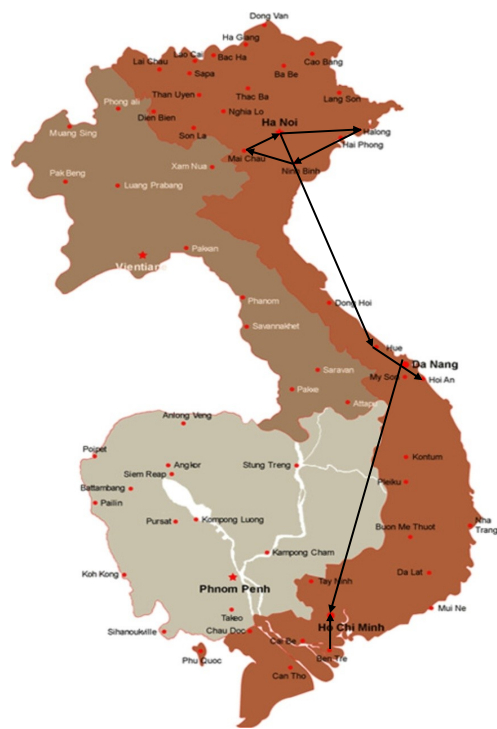 Dong Van
Ha Giang
Lao Cai
Bac Ha
Cao Bang
Lai Chau
Sapa
Ba Be
Than Uyen
Thac Ba
Lang Son
Phong ali
Dien Bien
Nghia Lo
Ha Noi
Muang Sing
Son La
Halong
Hai Phong
Mai Chau
Xam Nua
Ninh Binh
Pak Beng
Luang Prabang
Pakxan
Vientiane
Phanom
Dong Hoi
Savannakhet
Hue
Da Nang
Saravan
My Son
Hoi An
Pakse
Attapu
Anlong Veng
Poipet
Angkor
Stung Treng
Kontum
Siem Reap
Battambang
Pleiku
Pailin
Pursat
Kompong Luong
Nha
Trang
Buon Me Thuot
Kampong Cham
Koh Kong
Phnom Penh
Tay Ninh
Da Lat
Mui Ne
Takeo
Ho Chi Minh
Sihanoukville
Chau Doc
Cai Be
Phu Quoc
Ben Tre
Can Tho